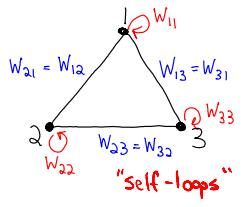 1
W₁₁
W₂₁ = W₁₂
W₁₃ = W₃₁
2
3
W₃₃
W₂₂
W₂₃ = W₃₂
"self-loops"